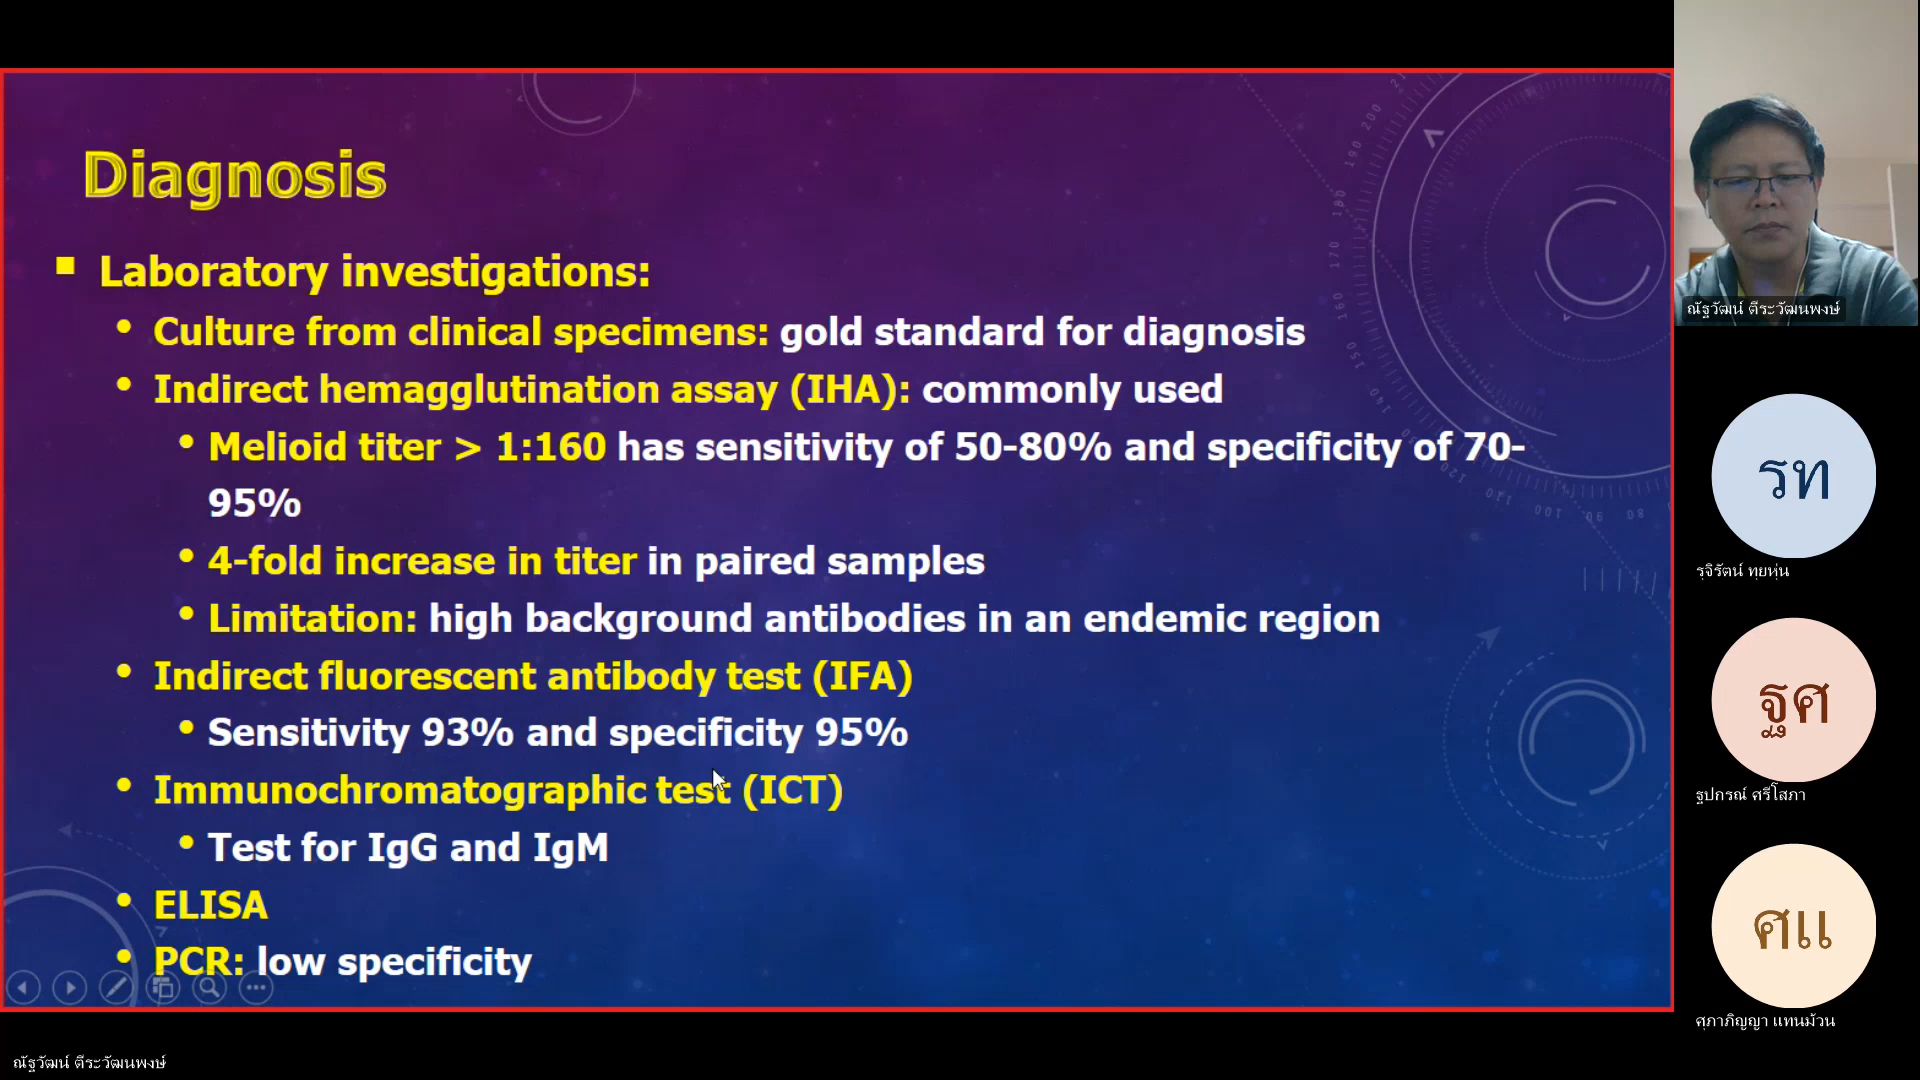 Diagnosis
Laboratory investigations:
Culture from clinical specimens: gold standard for diagnosis
Indirect hemagglutination assay (IHA): commonly used
Melioid titer > 1:160 has sensitivity of 50-80% and specificity of 70-
95%
4-fold increase in titer in paired samples
Limitation: high background antibodies in an endemic region
Indirect fluorescent antibody test (IFA)
Sensitivity 93% and specificity 95%
Immunochromatographic test (ICT)
Test for IgG and IgM
ELISA
PCR: low specificity
ณัฐวัฒน์ ตีระวัฒนพงษ์
รท
รุจิรัตน์ ทุยหุ่น
ฐศ
ฐปกรณ์ ศรีโสภา
ศแ
ศุภาภิญญา แทนม้วน
ณัฐวัฒน์ ตีระวัฒนพงษ์